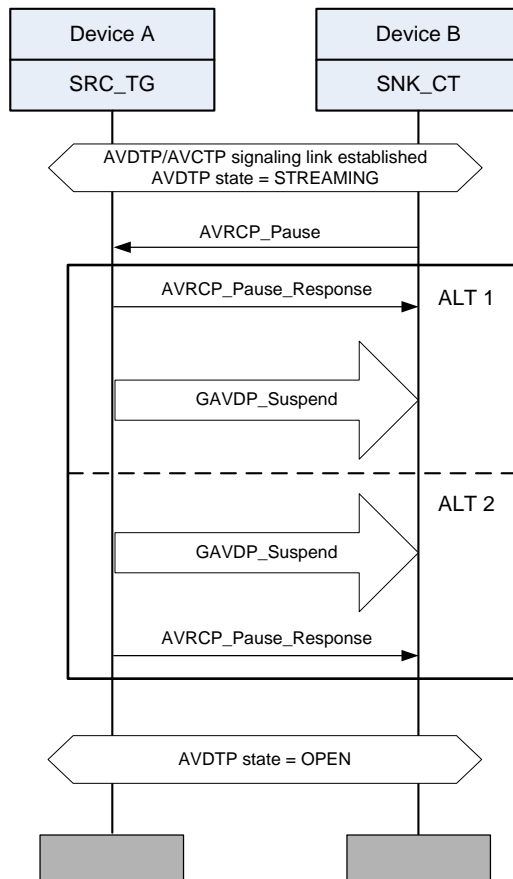 Device A
Device B
SRC_TG
SNK_CT
AVDTP/AVCTP signaling link established
AVDTP state = STREAMING
AVRCP_Pause
AVRCP_Pause_Response
ALT 1
GAVDP_Suspend
ALT 2
GAVDP_Suspend
AVRCP_Pause_Response
AVDTP state = OPEN